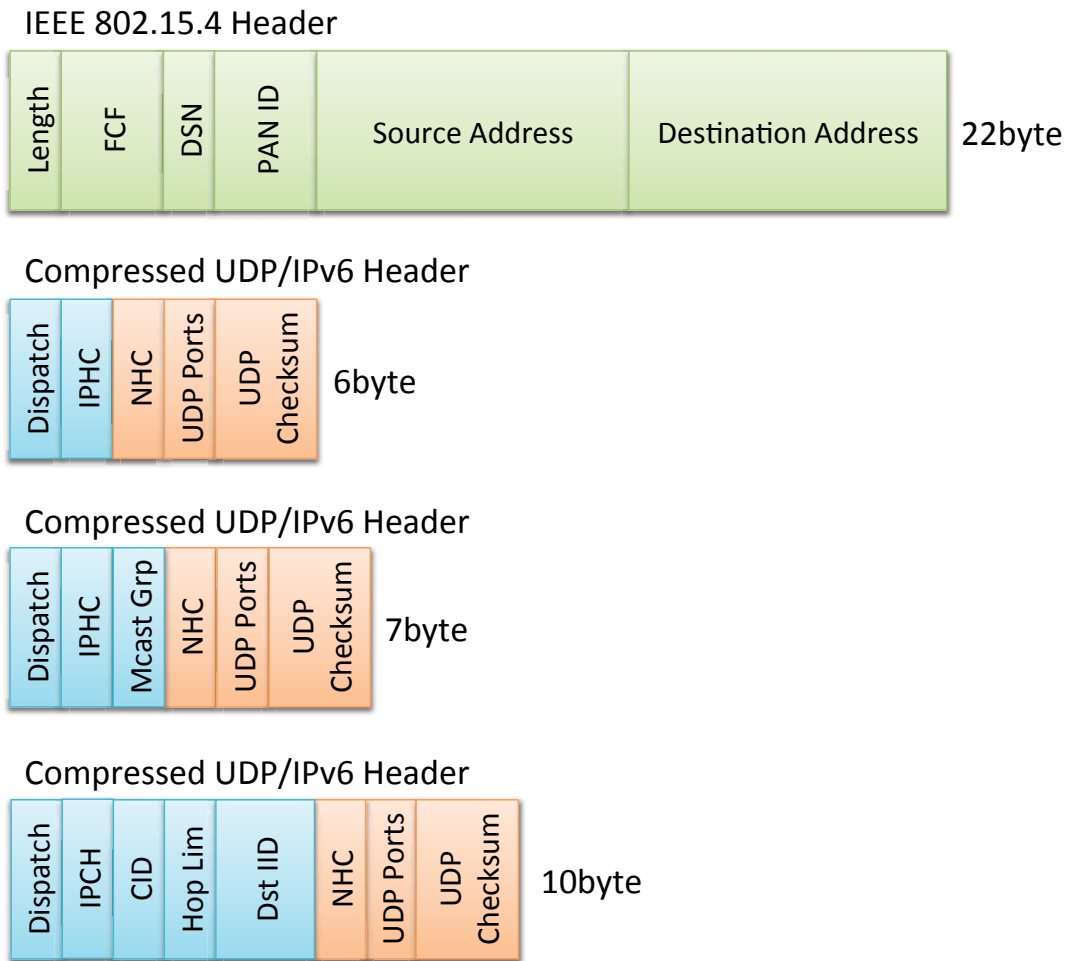 IEEE 802.15.4 Header
Length
FCF
DSN
PAN ID
Source Address
Destination Address
22byte
Compressed UDP/IPv6 Header
Dispatch
IPHC
NHC
UDP Ports
UDP
Checksum
6byte
Compressed UDP/IPv6 Header
Dispatch
IPHC
Mcast Grp
NHC
UDP Ports
UDP
Checksum
7byte
Compressed UDP/IPv6 Header
Dispatch
IPCH
CID
Hop Lim
Dst IID
NHC
UDP Ports
UDP
Checksum
10byte